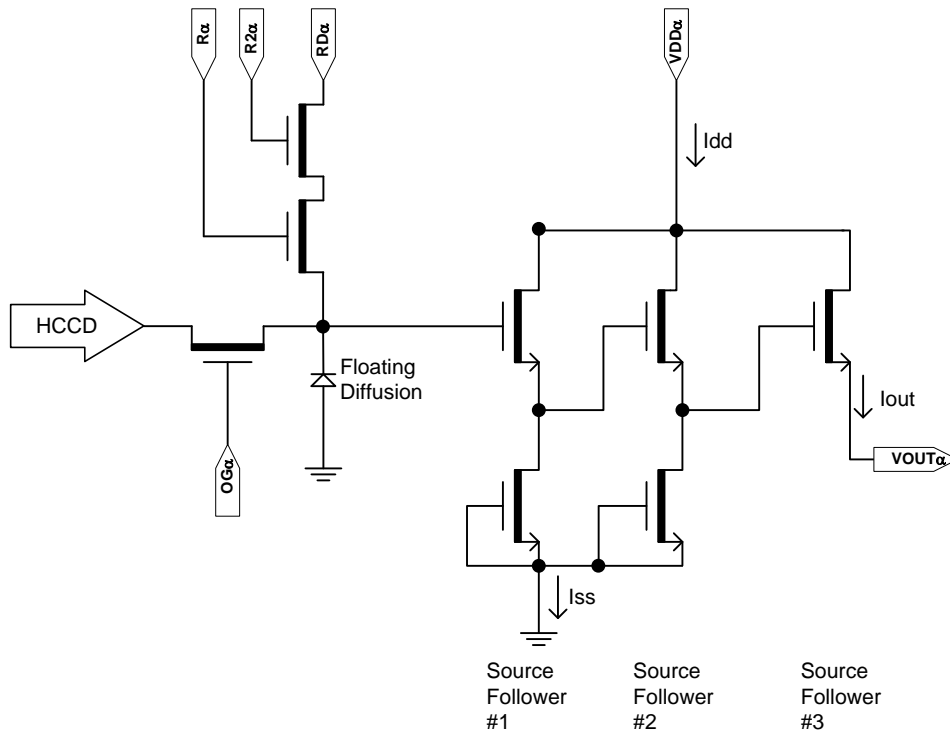 Rα
R2α
RDα
VDDα
Idd
HCCD
Floating
Diffusion
Iout
VOUTα
OGα
Iss
Source
Follower
#1
Source
Follower
#2
Source
Follower
#3